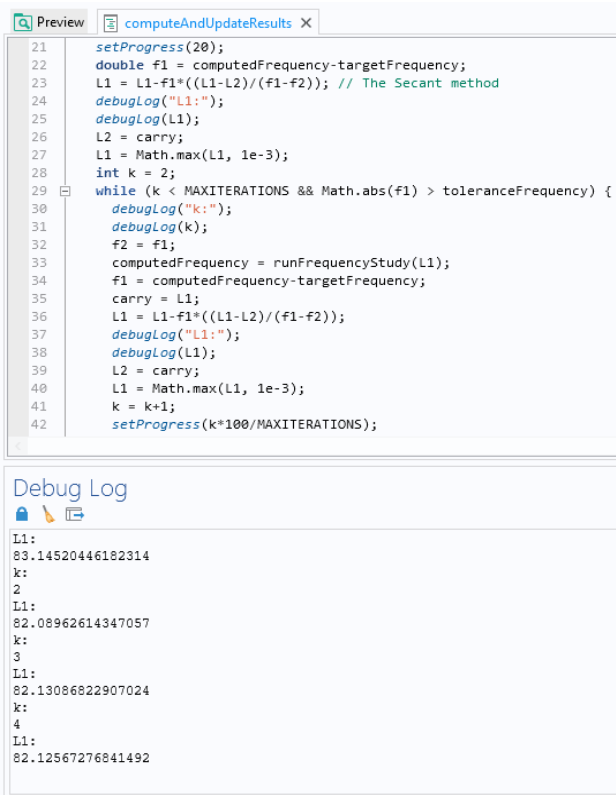 Preview computeAndUpdateResults
21 setProgress(20);
22 double f1 = computedFrequency-targetFrequency;
23 L1 = L1-f1*((L1-L2)/(f1-f2)); // The Secant method
24 debugLog("L1:");
25 debugLog(L1);
26 L2 = carry;
27 L1 = Math.max(L1, 1e-3);
28 int k = 2;
29 while (k < MAXITERATIONS && Math.abs(f1) > toleranceFrequency) {
30 debugLog("k:");
31 debugLog(k);
32 f2 = f1;
33 computedFrequency = runFrequencyStudy(L1);
34 f1 = computedFrequency-targetFrequency;
35 carry = L1;
36 L1 = L1-f1*((L1-L2)/(f1-f2));
37 debugLog("L1:");
38 debugLog(L1);
39 L2 = carry;
40 L1 = Math.max(L1, 1e-3);
41 k = k+1;
42 setProgress(k*100/MAXITERATIONS);
Debug Log
L1:
83.14520446182314
k:
2
L1:
82.08962614347057
k:
3
L1:
82.13086822907024
k:
4
L1:
82.12567276841492